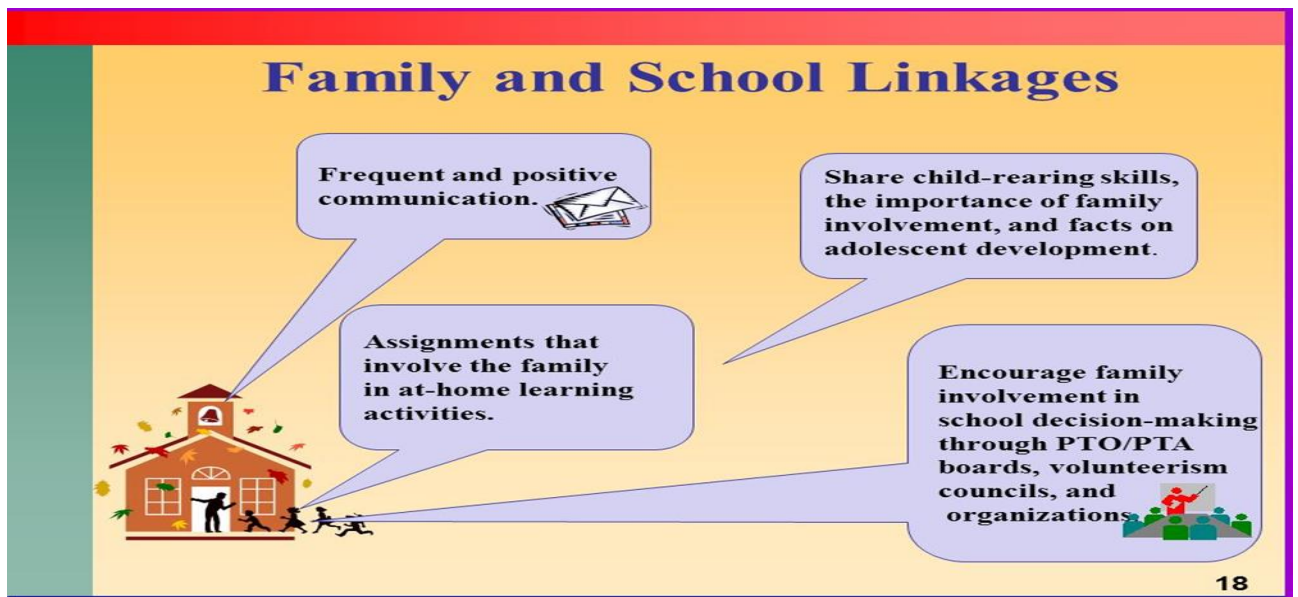 Family and School Linkages
Frequent and positive
communication.
Share child-rearing skills,
the importance of family
involvement, and facts on
adolescent development.
Assignments that
involve the family
in at-home learning
activities.
Encourage family
involvement in
school decision-making
through PTO/PTA
boards, volunteerism
councils, and
organizations.
18